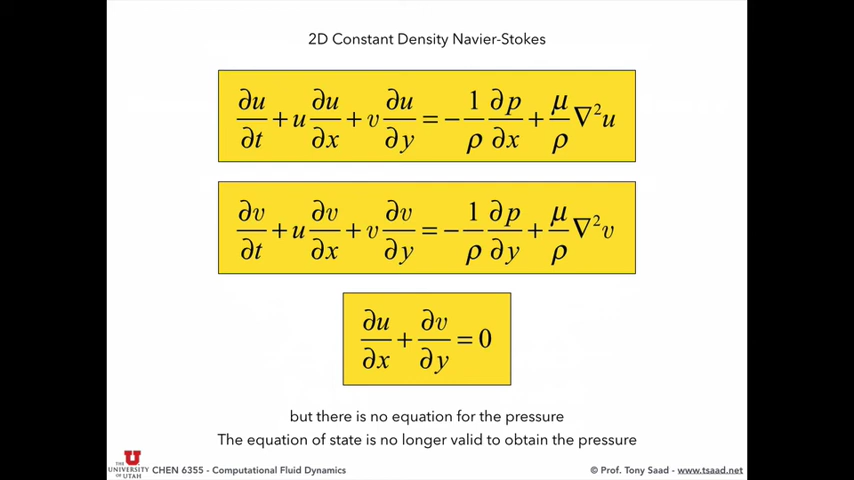 2D Constant Density Navier-Stokes
∂u/∂t + u ∂u/∂x + v ∂u/∂y = − 1/ρ ∂p/∂x + μ/ρ ∇²u
∂v/∂t + u ∂v/∂x + v ∂v/∂y = − 1/ρ ∂p/∂y + μ/ρ ∇²v
∂u/∂x + ∂v/∂y = 0
but there is no equation for the pressure
The equation of state is no longer valid to obtain the pressure
THE
UNIVERSITY
OF UTAH
CHEN 6355 - Computational Fluid Dynamics
© Prof. Tony Saad - www.tsaad.net